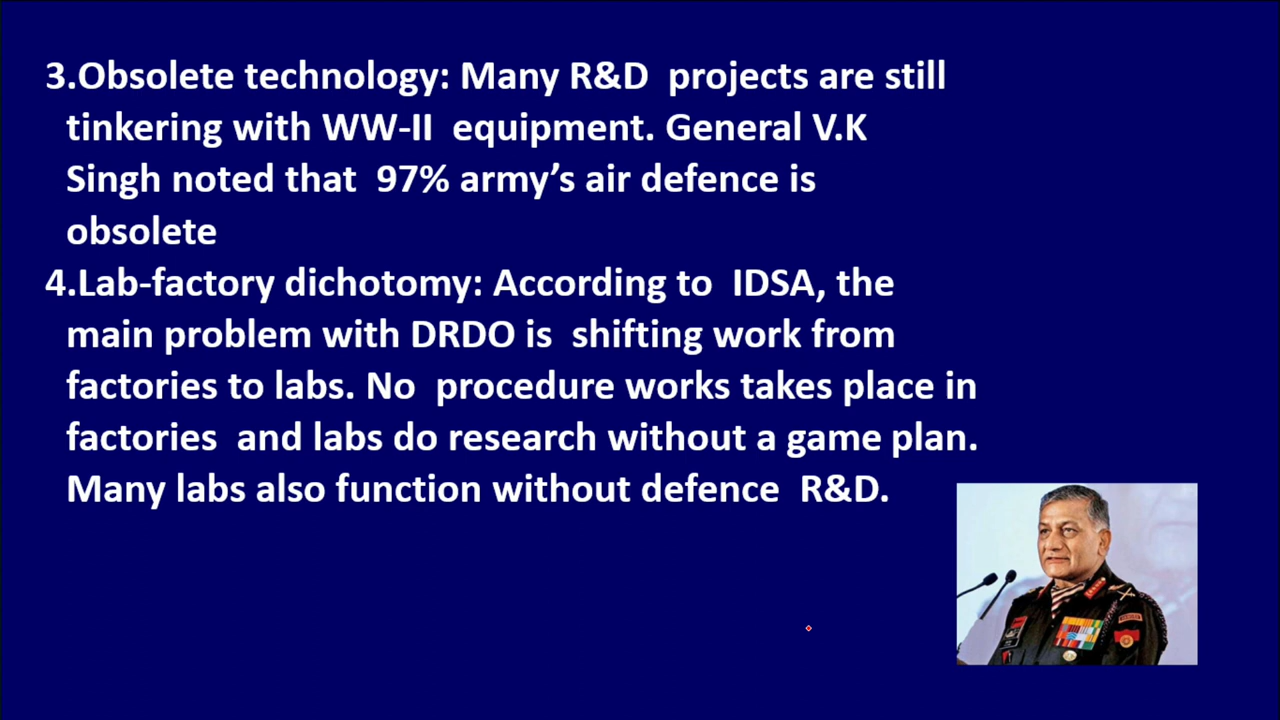 3.Obsolete technology: Many R&D  projects are still
tinkering with WW-II  equipment. General V.K
Singh noted that  97% army’s air defence is
obsolete
4.Lab-factory dichotomy: According to  IDSA, the
main problem with DRDO is  shifting work from
factories to labs. No  procedure works takes place in
factories  and labs do research without a game plan.
Many labs also function without defence  R&D.